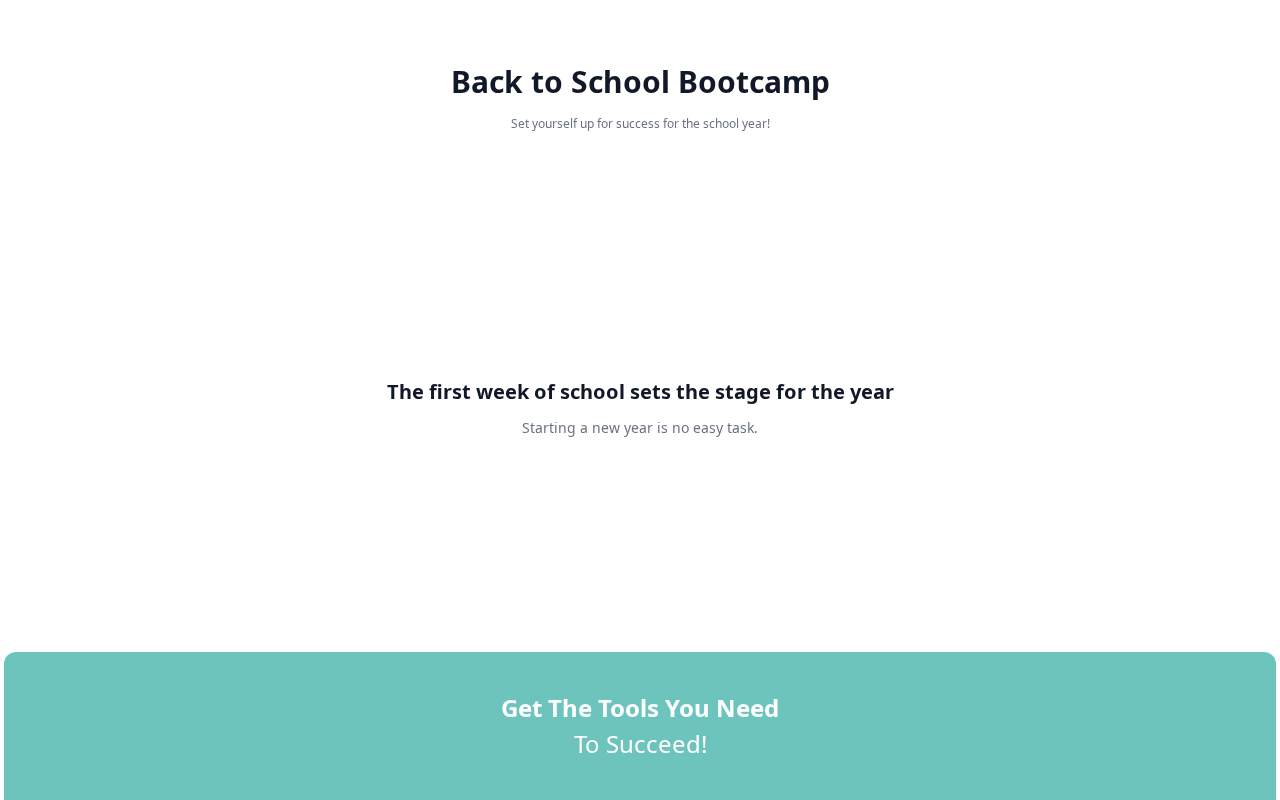 Back to School Bootcamp
Set yourself up for success for the school year!
The first week of school sets the stage for the year
Starting a new year is no easy task.
Get The Tools You Need
To Succeed!